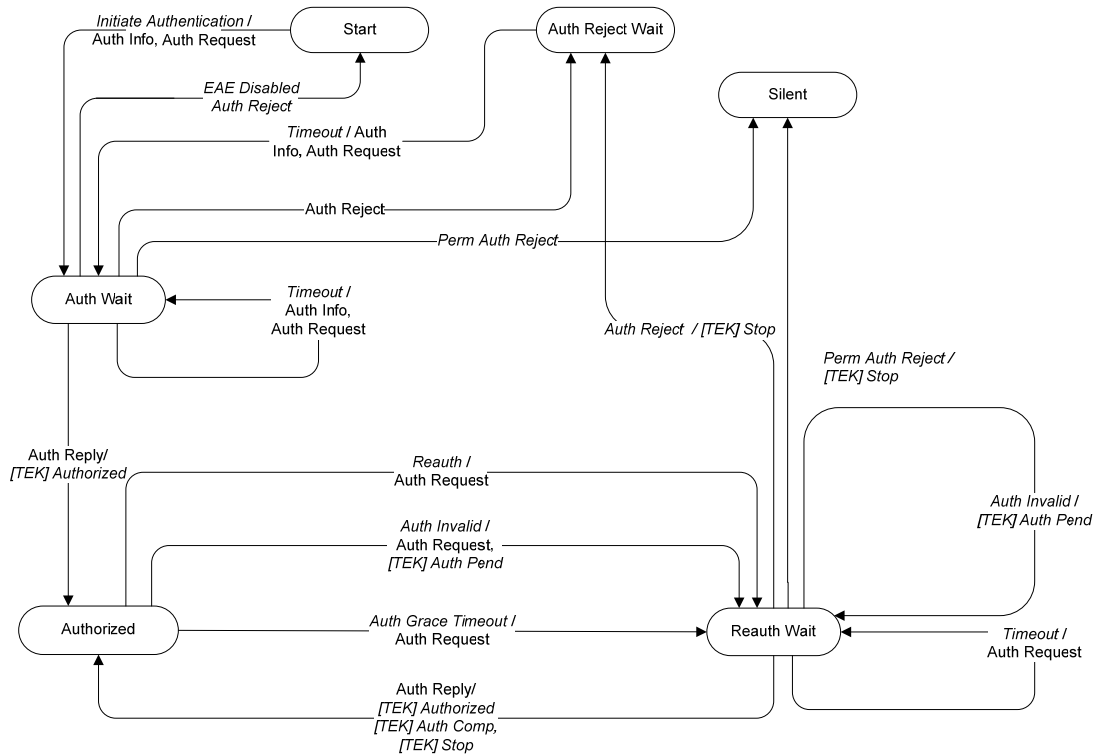 Initiate Authentication /
Auth Info, Auth Request
Start
Auth Reject Wait
EAE Disabled
Auth Reject
Silent
Timeout / Auth
Info, Auth Request
Auth Reject
Perm Auth Reject
Auth Wait
Timeout /
Auth Info,
Auth Request
Auth Reject / [TEK] Stop
Perm Auth Reject /
[TEK] Stop
Auth Reply/
[TEK] Authorized
Reauth /
Auth Request
Auth Invalid /
[TEK] Auth Pend
Auth Invalid /
Auth Request,
[TEK] Auth Pend
Authorized
Auth Grace Timeout /
Auth Request
Reauth Wait
Timeout /
Auth Request
Auth Reply/
[TEK] Authorized
[TEK] Auth Comp,
[TEK] Stop